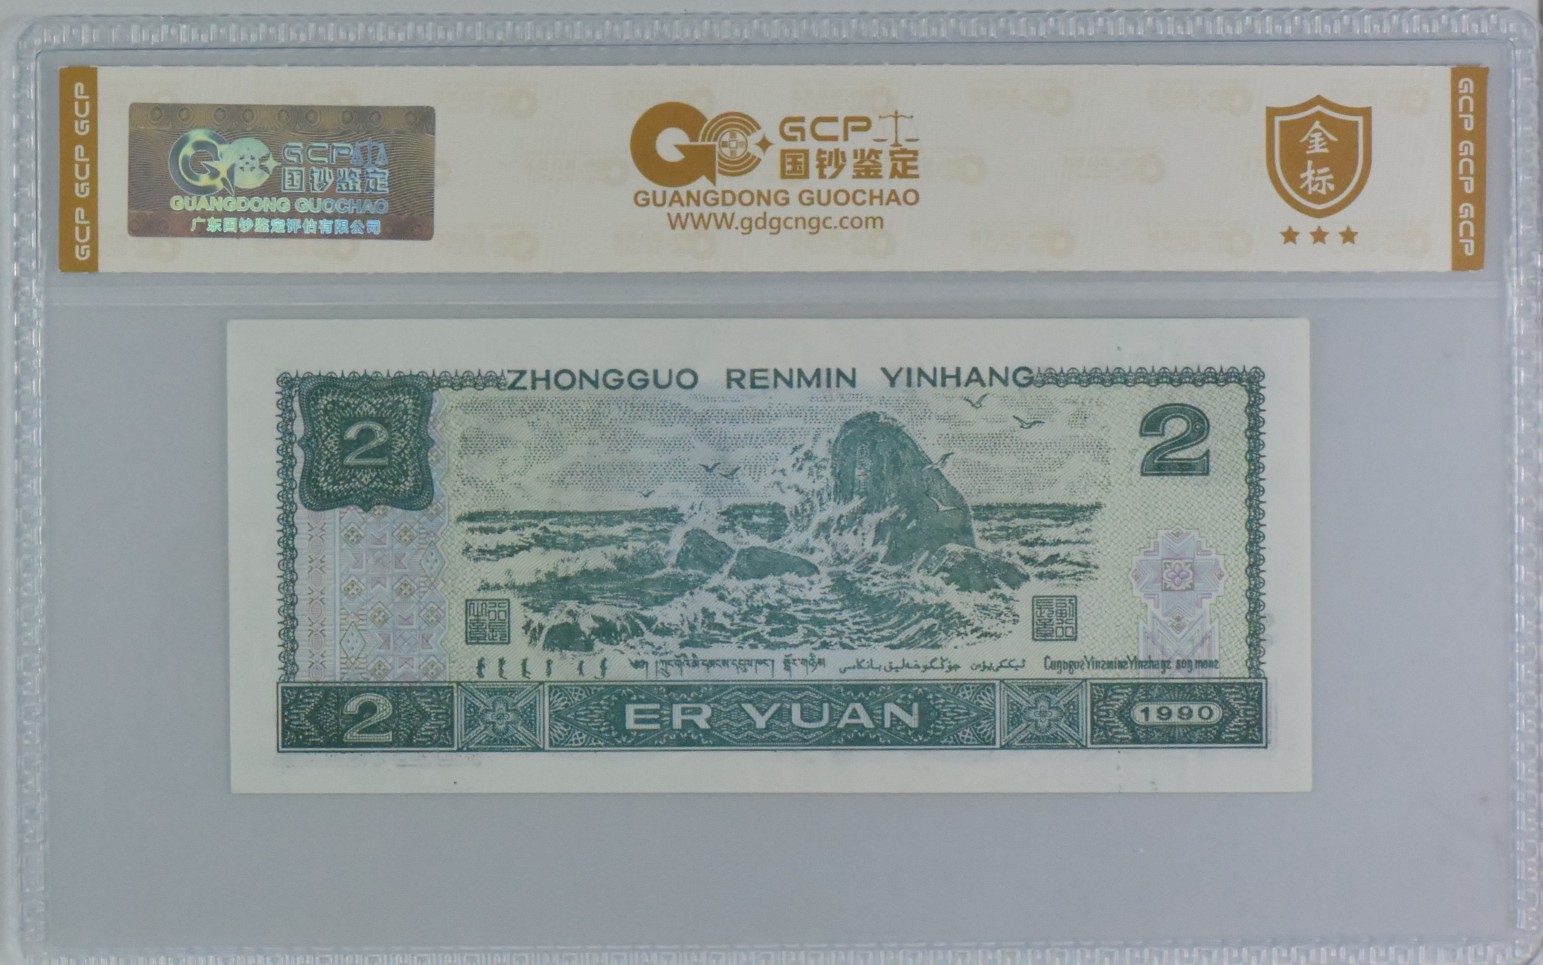 GCP GCP GCP
GCP
国钞鉴定
GUANGDONG GUOCHAO
广东国钞鉴定评估有限公司
GCP
国钞鉴定
GUANGDONG GUOCHAO
WWW.gdgcngc.com
金标
GCP GCP GCP
ZHONGGUO RENMIN YINHANG
2
2
2
ER YUAN
1990